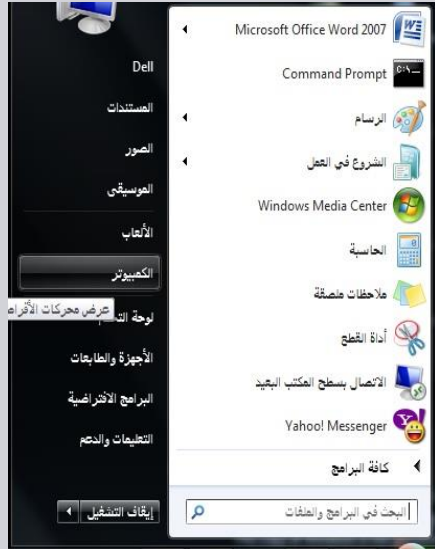 Microsoft Office Word 2007
Command Prompt
C:\_
الرسام
الشروع في العمل
Windows Media Center
الحاسبة
ملاحظات ملصقة
أداة القطع
الاتصال بسطح المكتب البعيد
Yahoo! Messenger
كافة البرامج
البحث في البرامج والملفات
Dell
المستندات
الصور
الموسيقى
الألعاب
الكمبيوتر
عرض محركات
لوحة
الأجهزة والطابعات
البرامج الافتراضية
التعليمات والدعم
إيقاف التشغيل